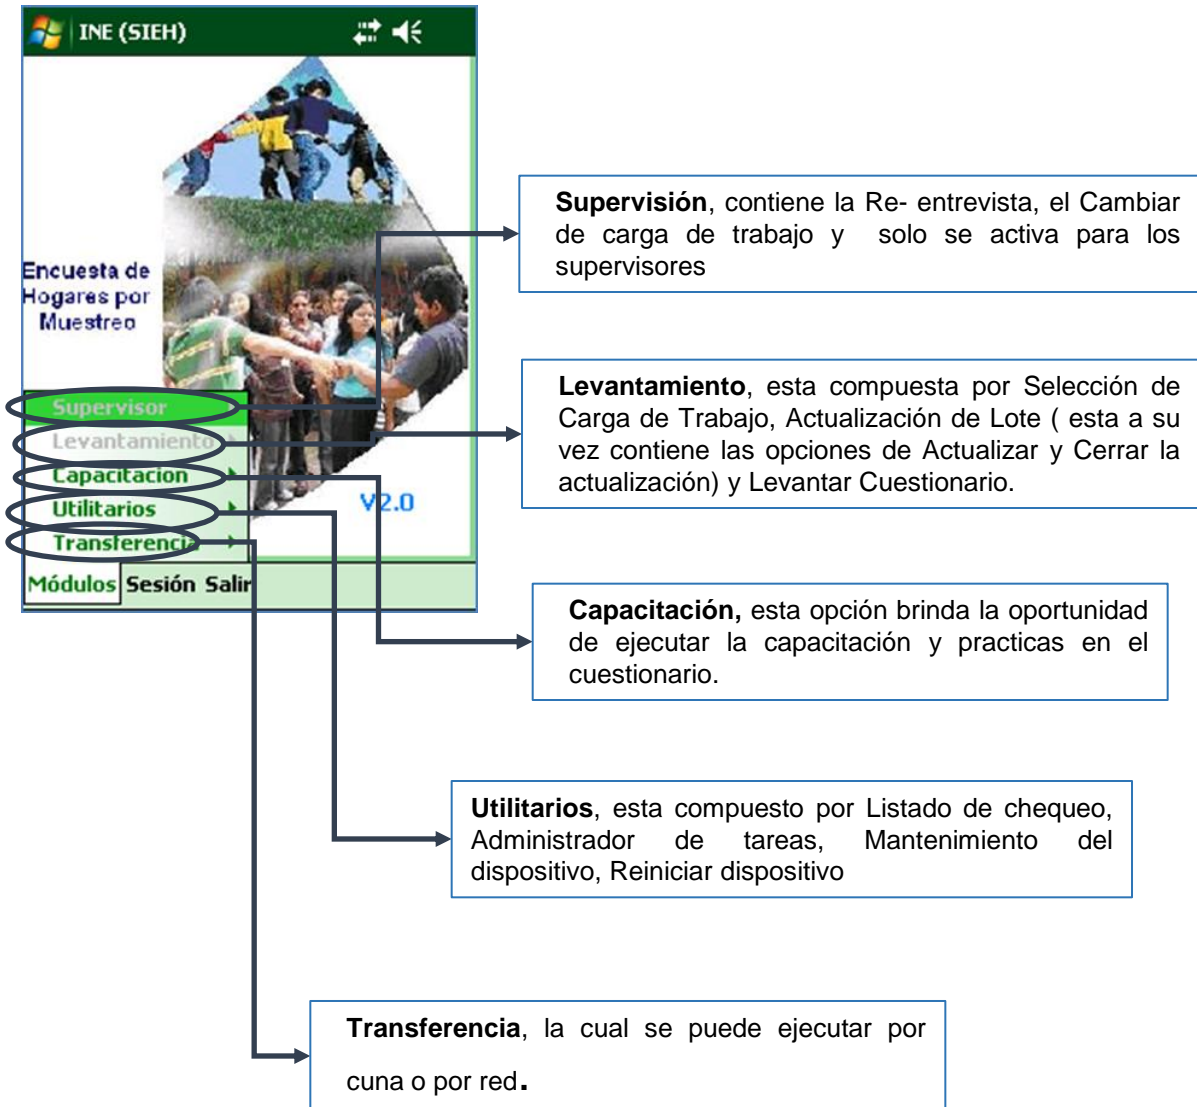 INE (SIEH)
Encuesta de
Hogares por
Muestreo
Supervisor
Levantamiento
Capacitacion
Utilitarios
Transferencia
V2.0
Módulos Sesión Salir
Supervisión, contiene la Re- entrevista, el Cambiar
de carga de trabajo y solo se activa para los
supervisores
Levantamiento, esta compuesta por Selección de
Carga de Trabajo, Actualización de Lote ( esta a su
vez contiene las opciones de Actualizar y Cerrar la
actualización) y Levantar Cuestionario.
Capacitación, esta opción brinda la oportunidad
de ejecutar la capacitación y practicas en el
cuestionario.
Utilitarios, esta compuesto por Listado de chequeo,
Administrador de tareas, Mantenimiento del
dispositivo, Reiniciar dispositivo
Transferencia, la cual se puede ejecutar por
cuna o por red.